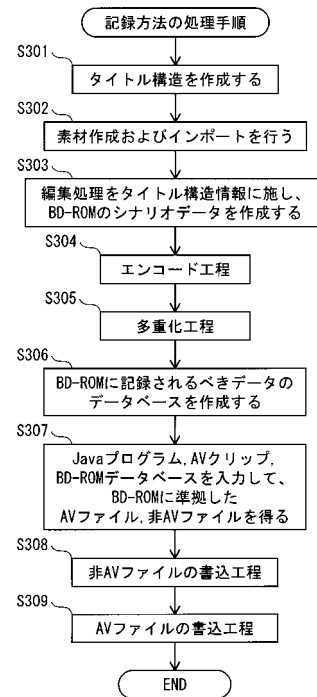 記録方法の処理手順
S301
タイトル構造を作成する
S302
素材作成およびインポートを行う
S303
編集処理をタイトル構造情報に施し、
BD-ROMのシナリオデータを作成する
S304
エンコード工程
S305
多重化工程
S306
BD-ROMに記録されるべきデータの
データベースを作成する
S307
Javaプログラム,AVクリップ,
BD-ROMデータベースを入力して、
BD-ROMに準拠した
AVファイル,非AVファイルを得る
S308
非AVファイルの書込工程
S309
AVファイルの書込工程
END